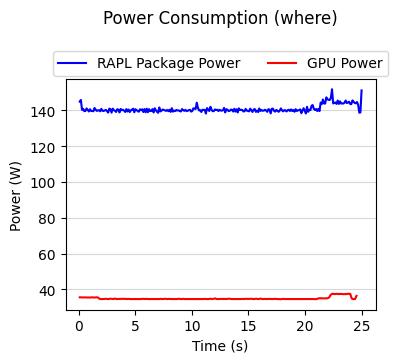 Power Consumption (where)
RAPL Package Power GPU Power
140
120
100
80
60
40
Power (W)
0 5 10 15 20 25
Time (s)